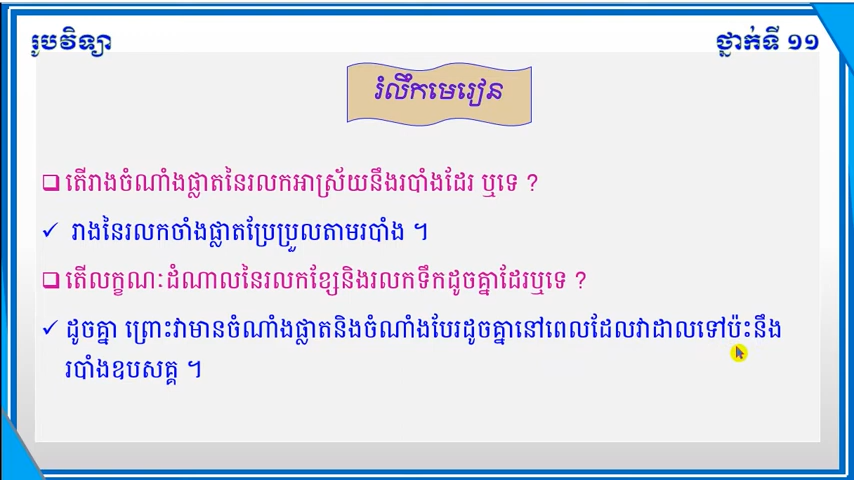 រូបវិទ្យា
ថ្នាក់ទី ១១
រំលឹកមេរៀន
តើរាងចំណាំងផ្លាតនៃរលកអាស្រ័យនឹងរបាំងដែរ ឬទេ ?
រាងនៃរលកចាំងផ្លាតប្រែប្រួលតាមរបាំង ។
តើលក្ខណៈដំណាលនៃរលកខ្សែនិងរលកទឹកដូចគ្នាដែរឬទេ ?
ដូចគ្នា ព្រោះវាមានចំណាំងផ្លាតនិងចំណាំងបែរដូចគ្នានៅពេលដែលវាដាលទៅប៉ះនឹង
របាំងឧបសគ្គ ។